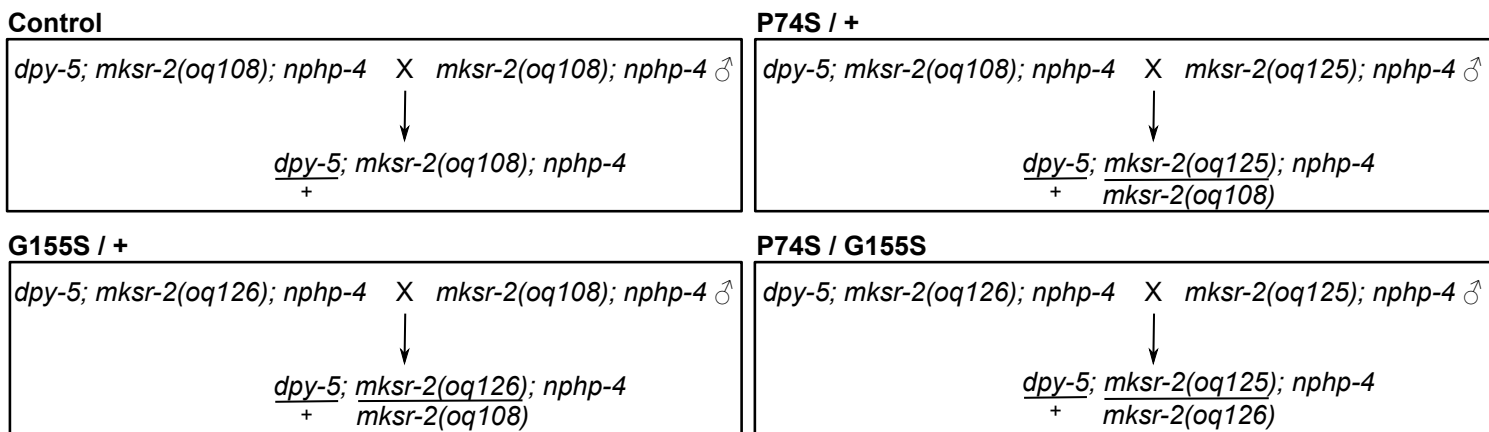 Control
dpy-5; mksr-2(oq108); nphp-4 X mksr-2(oq108); nphp-4 ♂
dpy-5; mksr-2(oq108); nphp-4
+
P74S / +
dpy-5; mksr-2(oq108); nphp-4 X mksr-2(oq125); nphp-4 ♂
dpy-5; mksr-2(oq125); nphp-4
+ mksr-2(oq108)
G155S / +
dpy-5; mksr-2(oq126); nphp-4 X mksr-2(oq108); nphp-4 ♂
dpy-5; mksr-2(oq126); nphp-4
+ mksr-2(oq108)
P74S / G155S
dpy-5; mksr-2(oq126); nphp-4 X mksr-2(oq125); nphp-4 ♂
dpy-5; mksr-2(oq125); nphp-4
+ mksr-2(oq126)